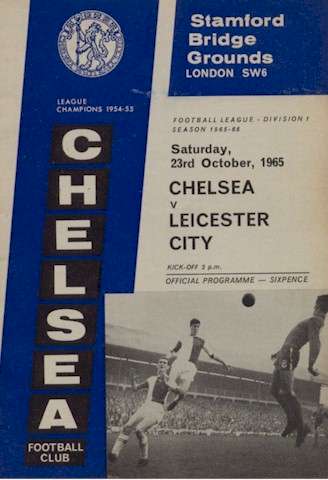 Stamford
Bridge
Grounds
LONDON SW6
LEAGUE
CHAMPIONS 1954-55
CHELSEA
FOOTBALL
CLUB
FOOTBALL LEAGUE - DIVISION 1
SEASON 1965-66
Saturday,
23rd October, 1965
CHELSEA
v
LEICESTER
CITY
KICK-OFF 3 p.m.
OFFICIAL PROGRAMME — SIXPENCE